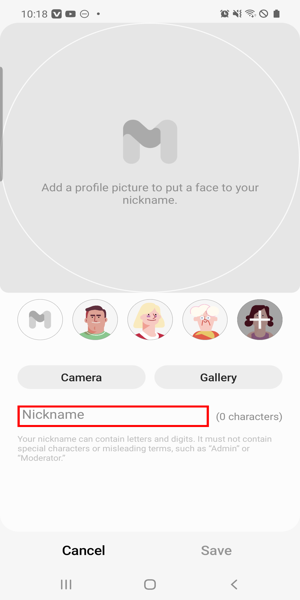 10:18
Add a profile picture to put a face to your
nickname.
Camera
Gallery
Nickname
(0 characters)
Your nickname can contain letters and digits. It must not contain
special characters or misleading terms, such as "Admin" or
"Moderator."
Cancel
Save